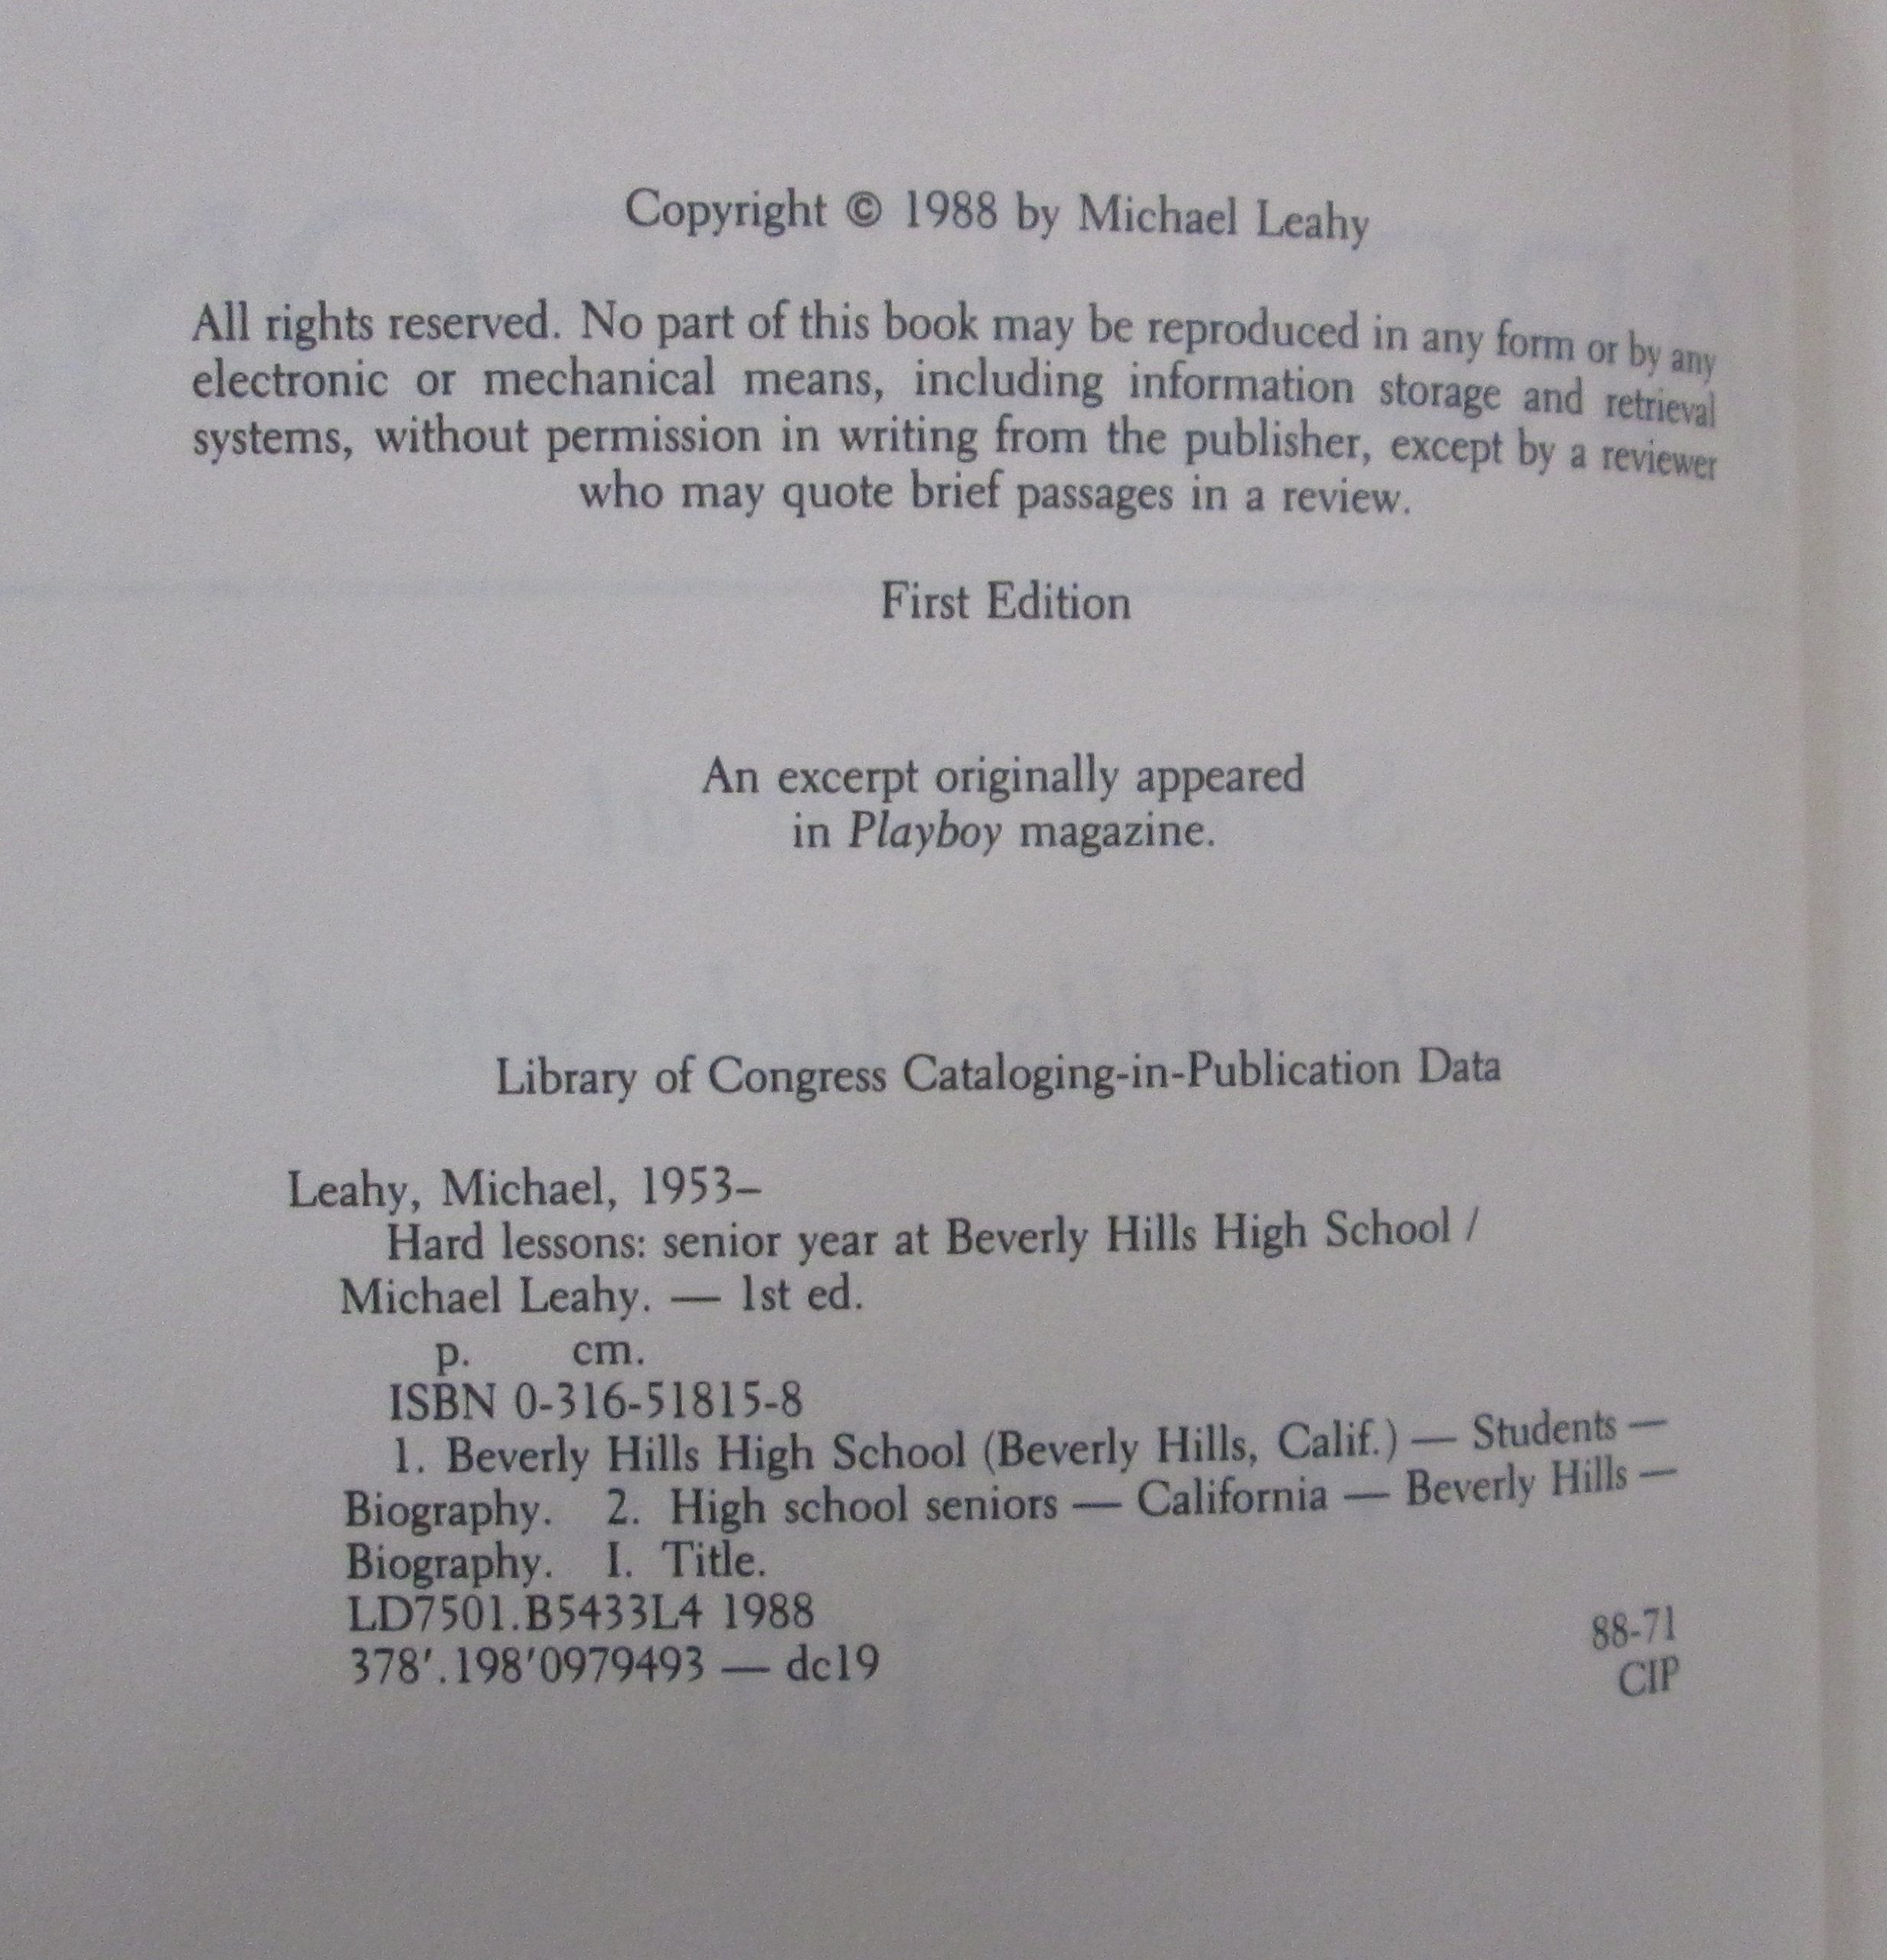 Copyright © 1988 by Michael Leahy
All rights reserved. No part of this book may be reproduced in any form or by any
electronic or mechanical means, including information storage and retrieval
systems, without permission in writing from the publisher, except by a reviewer
who may quote brief passages in a review.
First Edition
An excerpt originally appeared
in Playboy magazine.
Library of Congress Cataloging-in-Publication Data
Leahy, Michael, 1953–
Hard lessons: senior year at Beverly Hills High School /
Michael Leahy. — 1st ed.
p. cm.
ISBN 0-316-51815-8
1. Beverly Hills High School (Beverly Hills, Calif.) — Students —
Biography. 2. High school seniors — California — Beverly Hills —
Biography. I. Title.
LD7501.B5433L4 1988
378′.198′0979493 — dc19
88-71
CIP